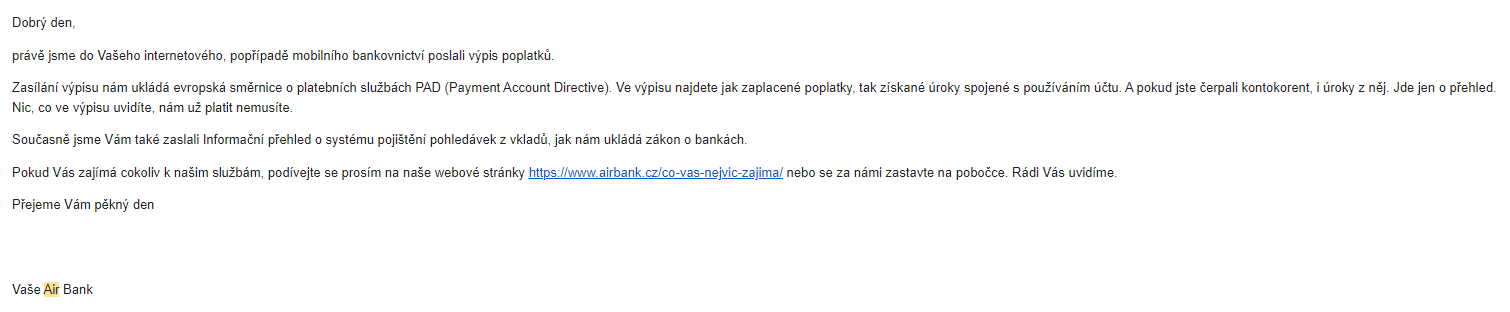 Dobrý den,
právě jsme do Vašeho internetového, popřípadě mobilního bankovnictví poslali výpis poplatků.
Zasílání výpisu nám ukládá evropská směrnice o platebních službách PAD (Payment Account Directive). Ve výpisu najdete jak zaplacené poplatky, tak získané úroky spojené s používáním účtu. A pokud jste čerpali kontokorent, i úroky z něj. Jde jen o přehled.
Nic, co ve výpisu uvidíte, nám už platit nemusíte.
Současně jsme Vám také zaslali Informační přehled o systému pojištění pohledávek z vkladů, jak nám ukládá zákon o bankách.
Pokud Vás zajímá cokoliv k našim službám, podívejte se prosím na naše webové stránky https://www.airbank.cz/co-vas-nejvic-zajima/ nebo se za námi zastavte na pobočce. Rádi Vás uvidíme.
Přejeme Vám pěkný den
Vaše Air Bank